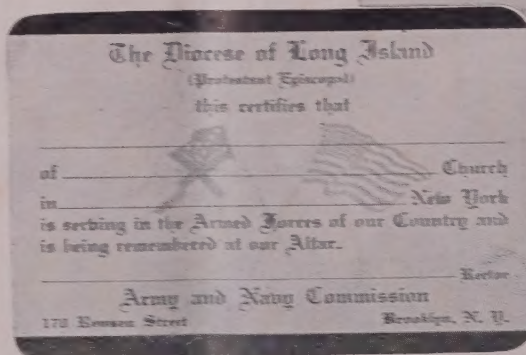 The Diocese of Long Island
(Protestant Episcopal)
this certifies that
of Church
in New York
is serving in the Armed Forces of our Country and
is being remembered at our Altar.
Rector
Army and Navy Commission
170 Remsen Street Brooklyn, N. Y.